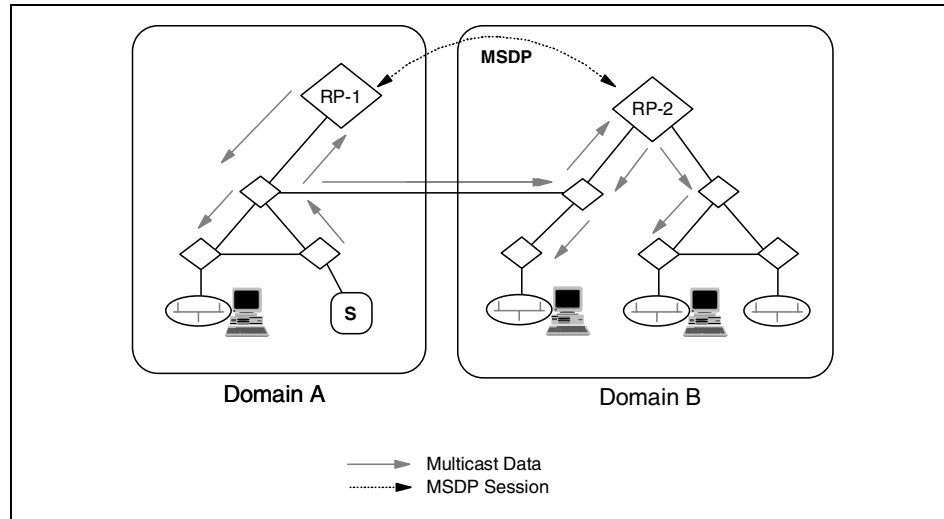 MSDP
RP-1
RP-2
S
Domain A
Domain B
Multicast Data
MSDP Session